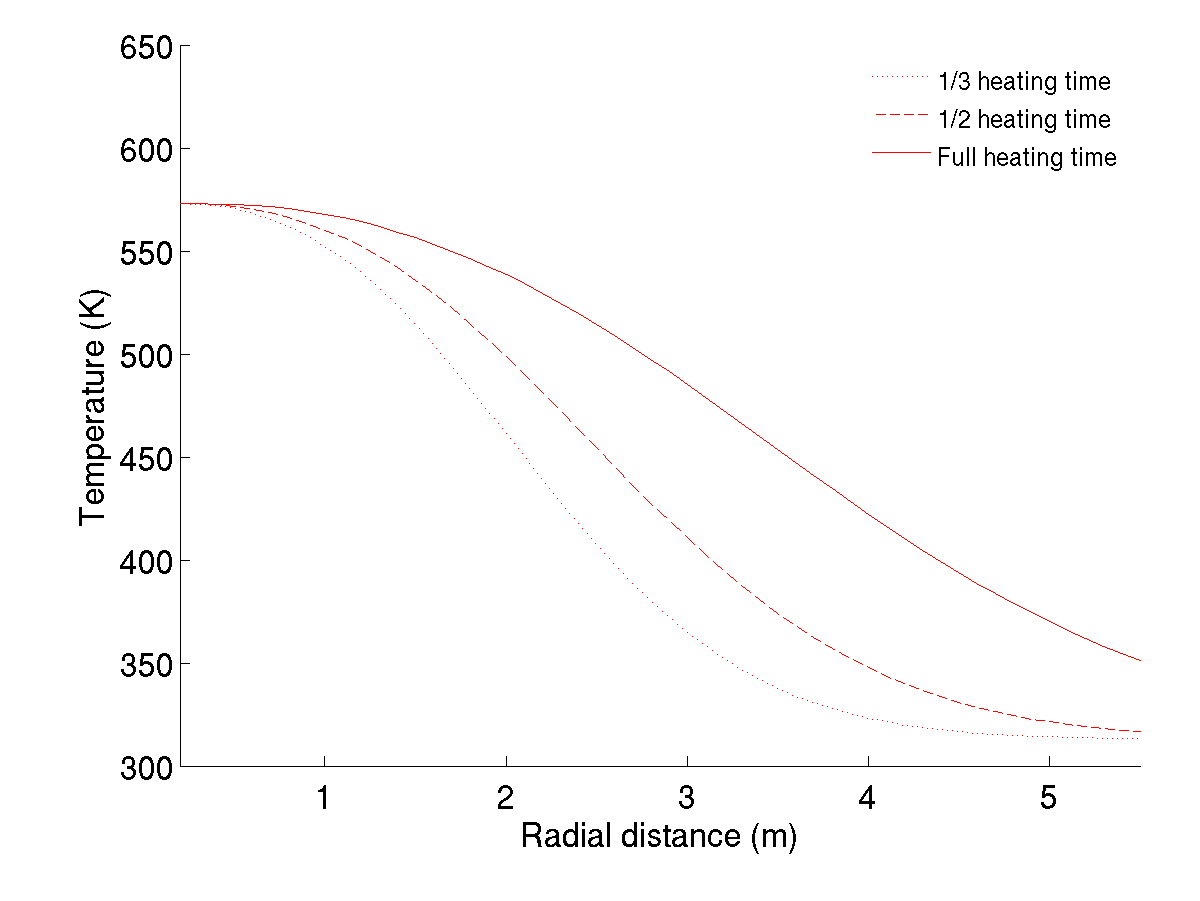 650
600
550
500
450
400
350
300
Temperature (K)
1/3 heating time
1/2 heating time
Full heating time
1 2 3 4 5
Radial distance (m)